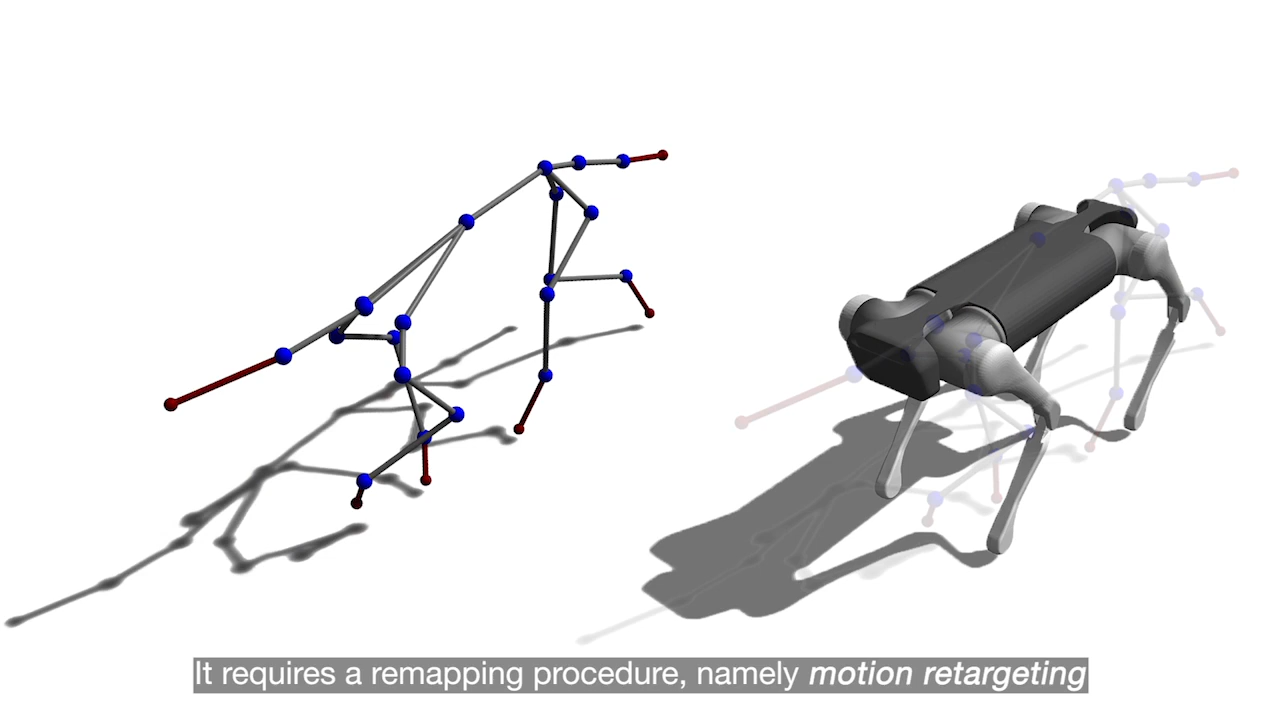 It requires a remapping procedure, namely motion retargeting